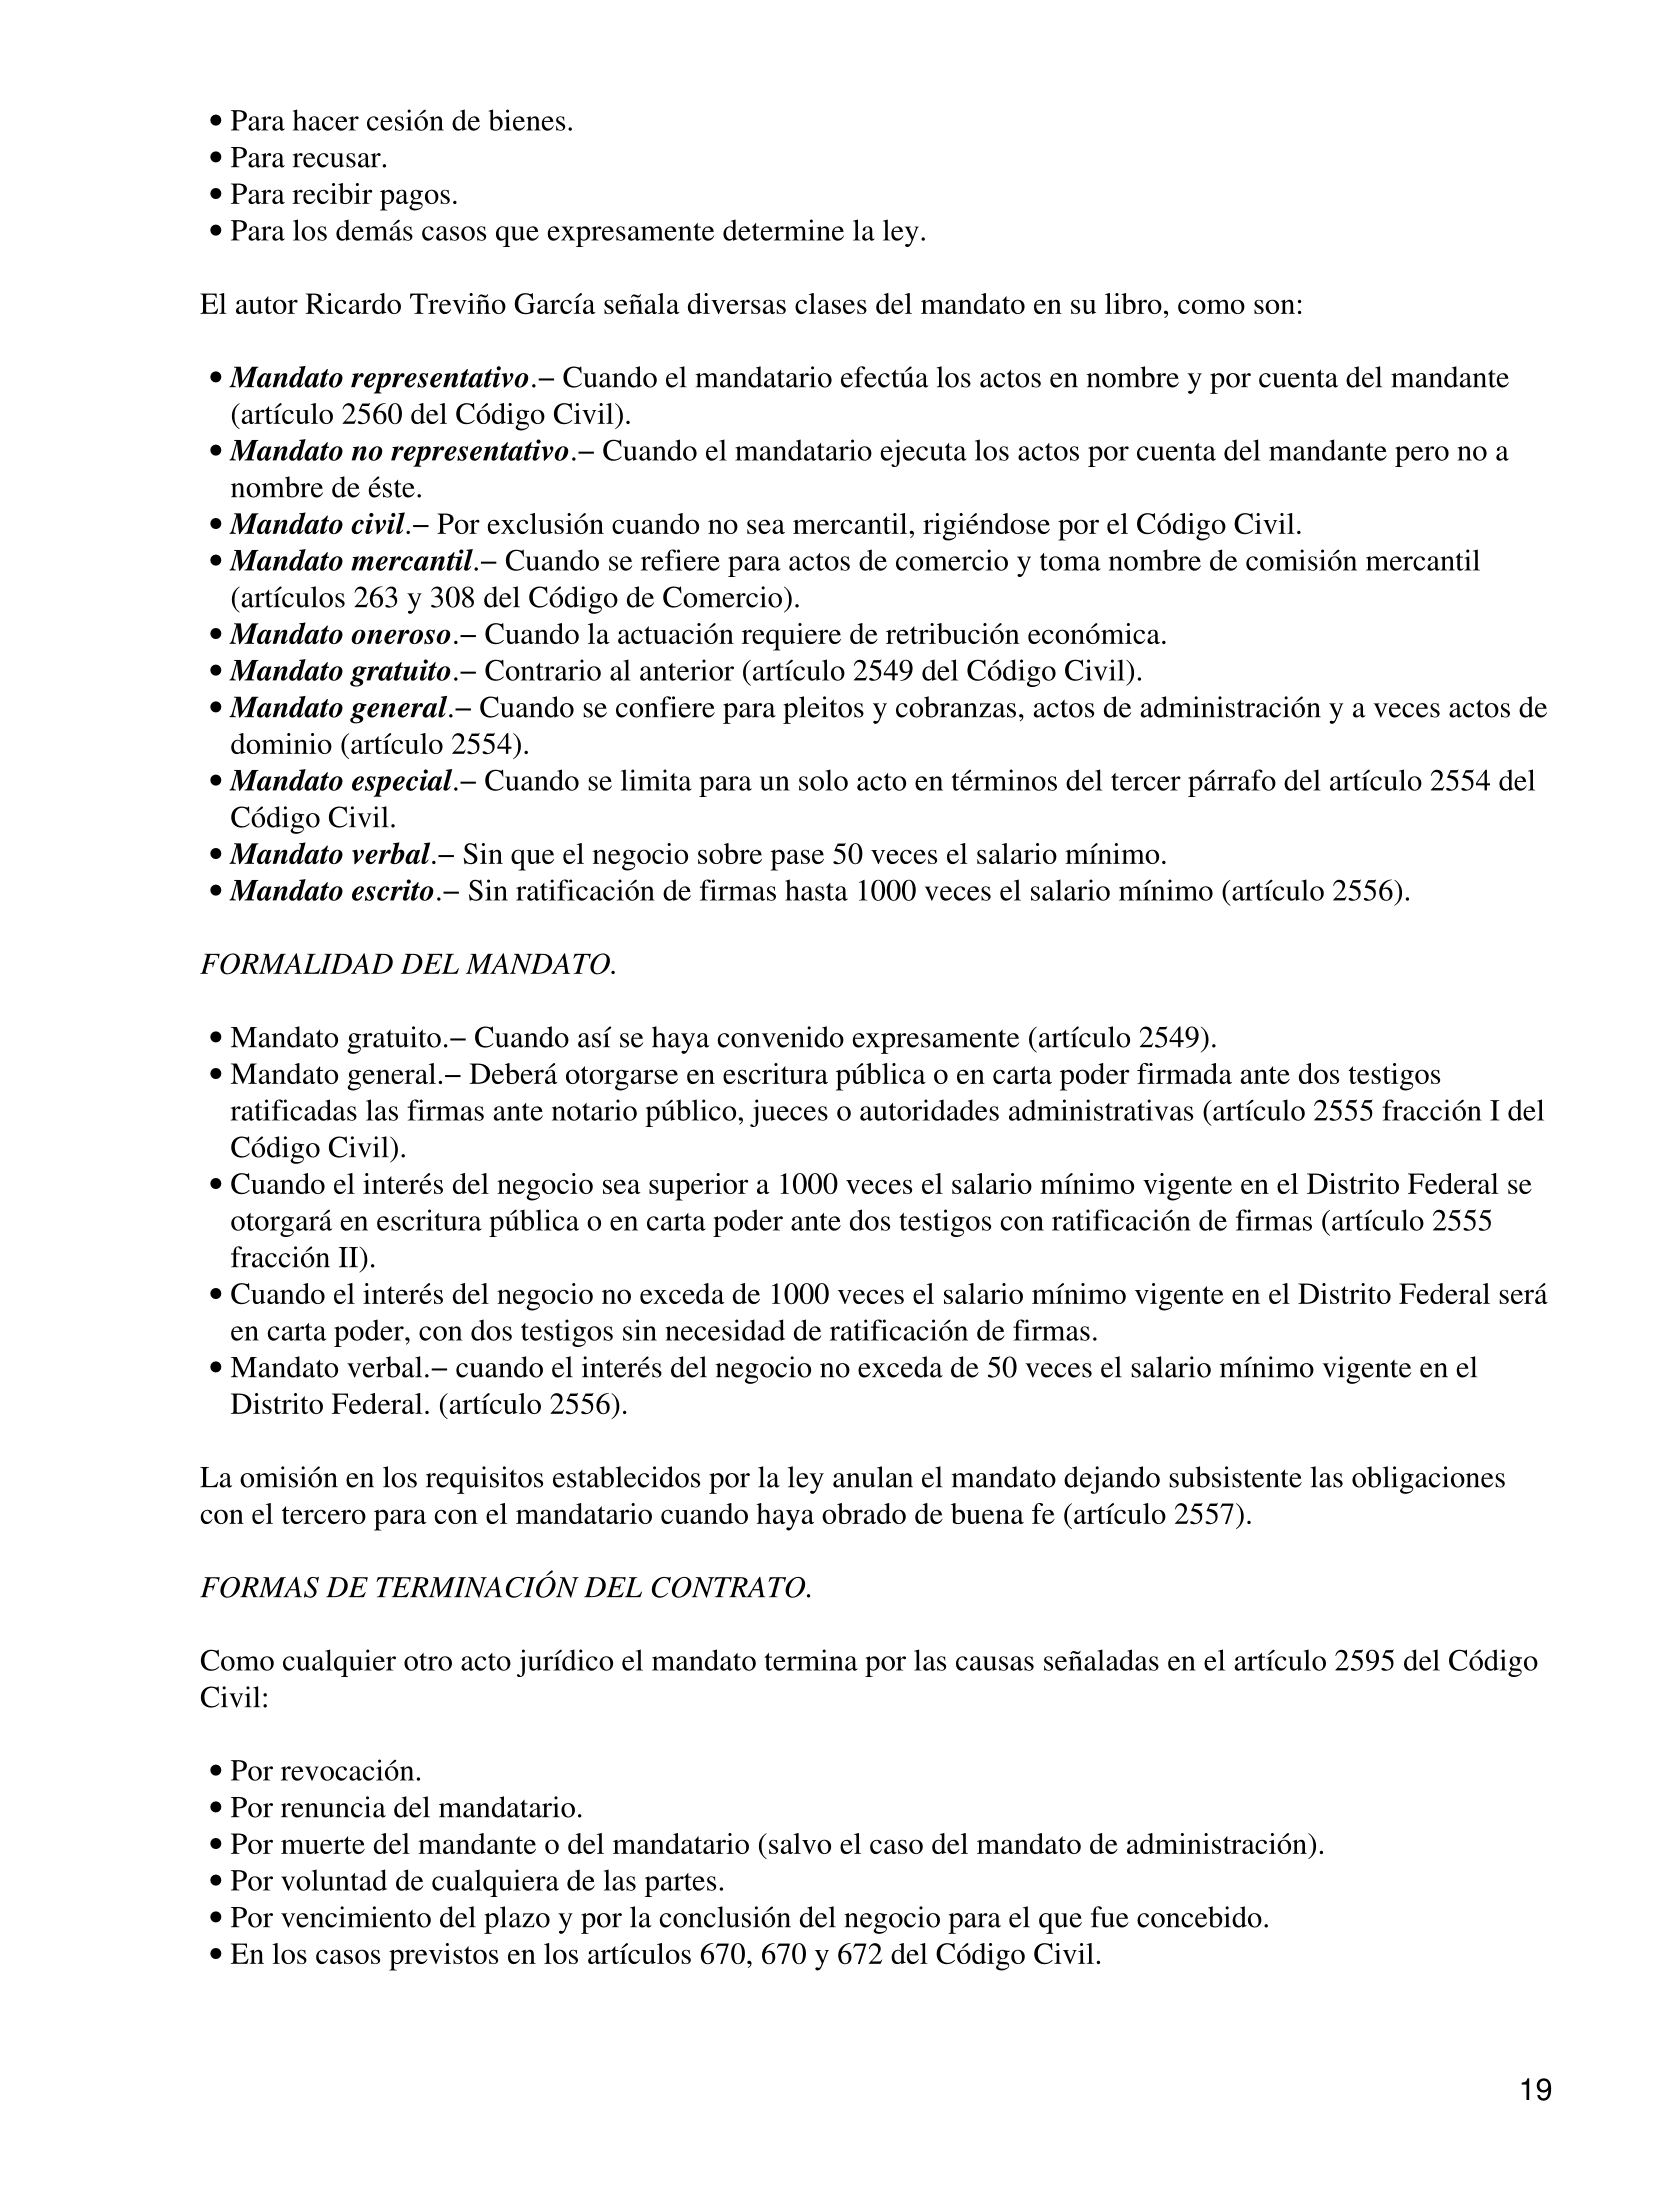 • Para hacer cesión de bienes.
• Para recusar.
• Para recibir pagos.
• Para los demás casos que expresamente determine la ley.
El autor Ricardo Treviño García señala diversas clases del mandato en su libro, como son:
• Mandato representativo.− Cuando el mandatario efectúa los actos en nombre y por cuenta del mandante
(artículo 2560 del Código Civil).
• Mandato no representativo.− Cuando el mandatario ejecuta los actos por cuenta del mandante pero no a
nombre de éste.
• Mandato civil.− Por exclusión cuando no sea mercantil, rigiéndose por el Código Civil.
• Mandato mercantil.− Cuando se refiere para actos de comercio y toma nombre de comisión mercantil
(artículos 263 y 308 del Código de Comercio).
• Mandato oneroso.− Cuando la actuación requiere de retribución económica.
• Mandato gratuito.− Contrario al anterior (artículo 2549 del Código Civil).
• Mandato general.− Cuando se confiere para pleitos y cobranzas, actos de administración y a veces actos de
dominio (artículo 2554).
• Mandato especial.− Cuando se limita para un solo acto en términos del tercer párrafo del artículo 2554 del
Código Civil.
• Mandato verbal.− Sin que el negocio sobre pase 50 veces el salario mínimo.
• Mandato escrito.− Sin ratificación de firmas hasta 1000 veces el salario mínimo (artículo 2556).
FORMALIDAD DEL MANDATO.
• Mandato gratuito.− Cuando así se haya convenido expresamente (artículo 2549).
• Mandato general.− Deberá otorgarse en escritura pública o en carta poder firmada ante dos testigos
ratificadas las firmas ante notario público, jueces o autoridades administrativas (artículo 2555 fracción I del
Código Civil).
• Cuando el interés del negocio sea superior a 1000 veces el salario mínimo vigente en el Distrito Federal se
otorgará en escritura pública o en carta poder ante dos testigos con ratificación de firmas (artículo 2555
fracción II).
• Cuando el interés del negocio no exceda de 1000 veces el salario mínimo vigente en el Distrito Federal será
en carta poder, con dos testigos sin necesidad de ratificación de firmas.
• Mandato verbal.− cuando el interés del negocio no exceda de 50 veces el salario mínimo vigente en el
Distrito Federal. (artículo 2556).
La omisión en los requisitos establecidos por la ley anulan el mandato dejando subsistente las obligaciones
con el tercero para con el mandatario cuando haya obrado de buena fe (artículo 2557).
FORMAS DE TERMINACIÓN DEL CONTRATO.
Como cualquier otro acto jurídico el mandato termina por las causas señaladas en el artículo 2595 del Código
Civil:
• Por revocación.
• Por renuncia del mandatario.
• Por muerte del mandante o del mandatario (salvo el caso del mandato de administración).
• Por voluntad de cualquiera de las partes.
• Por vencimiento del plazo y por la conclusión del negocio para el que fue concebido.
• En los casos previstos en los artículos 670, 670 y 672 del Código Civil.
19